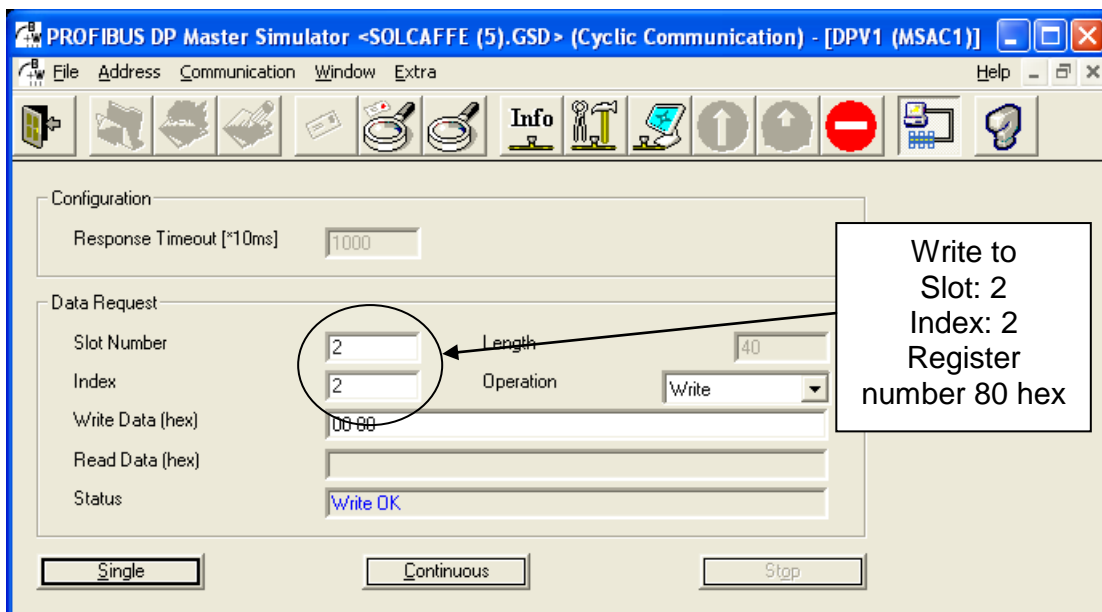 PROFIBUS DP Master Simulator <SOLCAFFE (5).GSD> (Cyclic Communication) - [DPV1 (MSAC1)]
File Address Communication Window Extra Help
Info
Configuration
Response Timeout [*10ms] 1000
Data Request
Slot Number 2 Length 40
Index 2 Operation Write
Write Data (hex) 00 80
Read Data (hex)
Status Write OK
Single Continuous Stop
Write to
Slot: 2
Index: 2
Register
number 80 hex